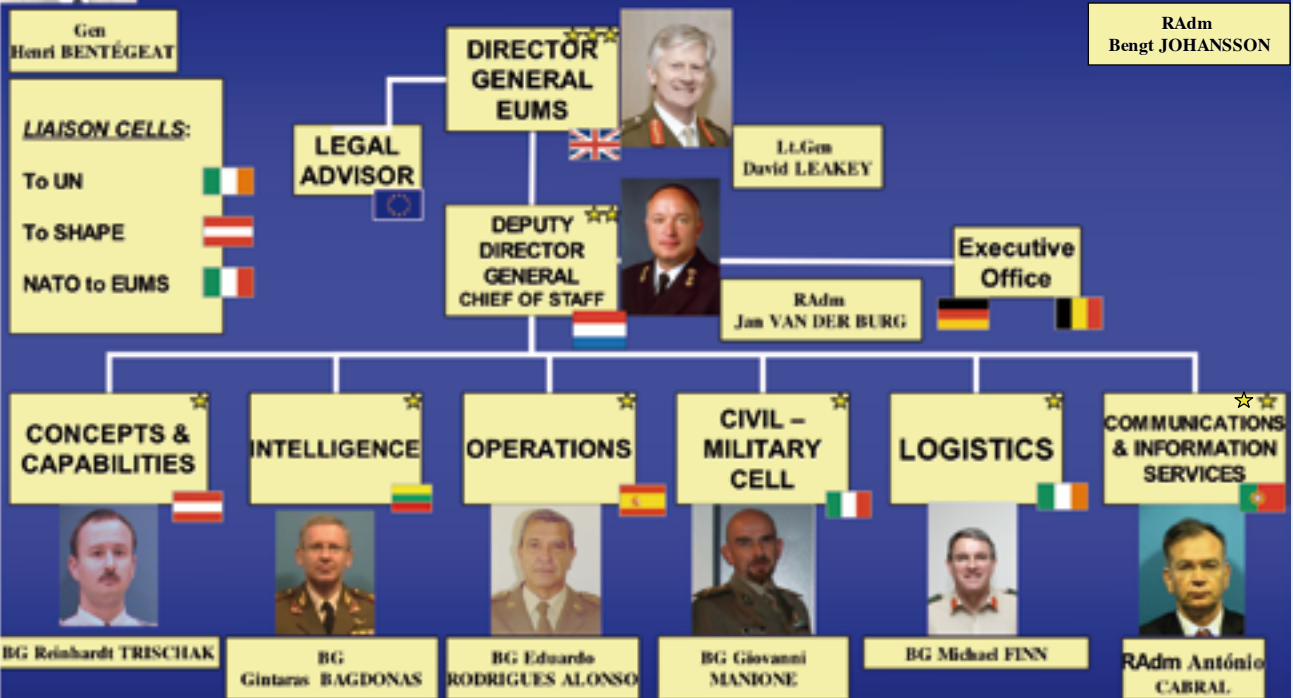 Gen
Henri BENTÉGEAT
RAdm
Bengt JOHANSSON
DIRECTOR
GENERAL
EUMS
Lt.Gen
David LEAKEY
LIAISON CELLS:
To UN
To SHAPE
NATO to EUMS
LEGAL
ADVISOR
DEPUTY
DIRECTOR
GENERAL
CHIEF OF STAFF
RAdm
Jan VAN DER BURG
Executive
Office
CONCEPTS &
CAPABILITIES
INTELLIGENCE
OPERATIONS
CIVIL –
MILITARY
CELL
LOGISTICS
COMMUNICATIONS
& INFORMATION
SERVICES
BG Reinhardt TRISCHAK
BG
Gintaras BAGDONAS
BG Eduardo
RODRIGUES ALONSO
BG Giovanni
MANIONE
BG Michael FINN
RAdm António
CABRAL